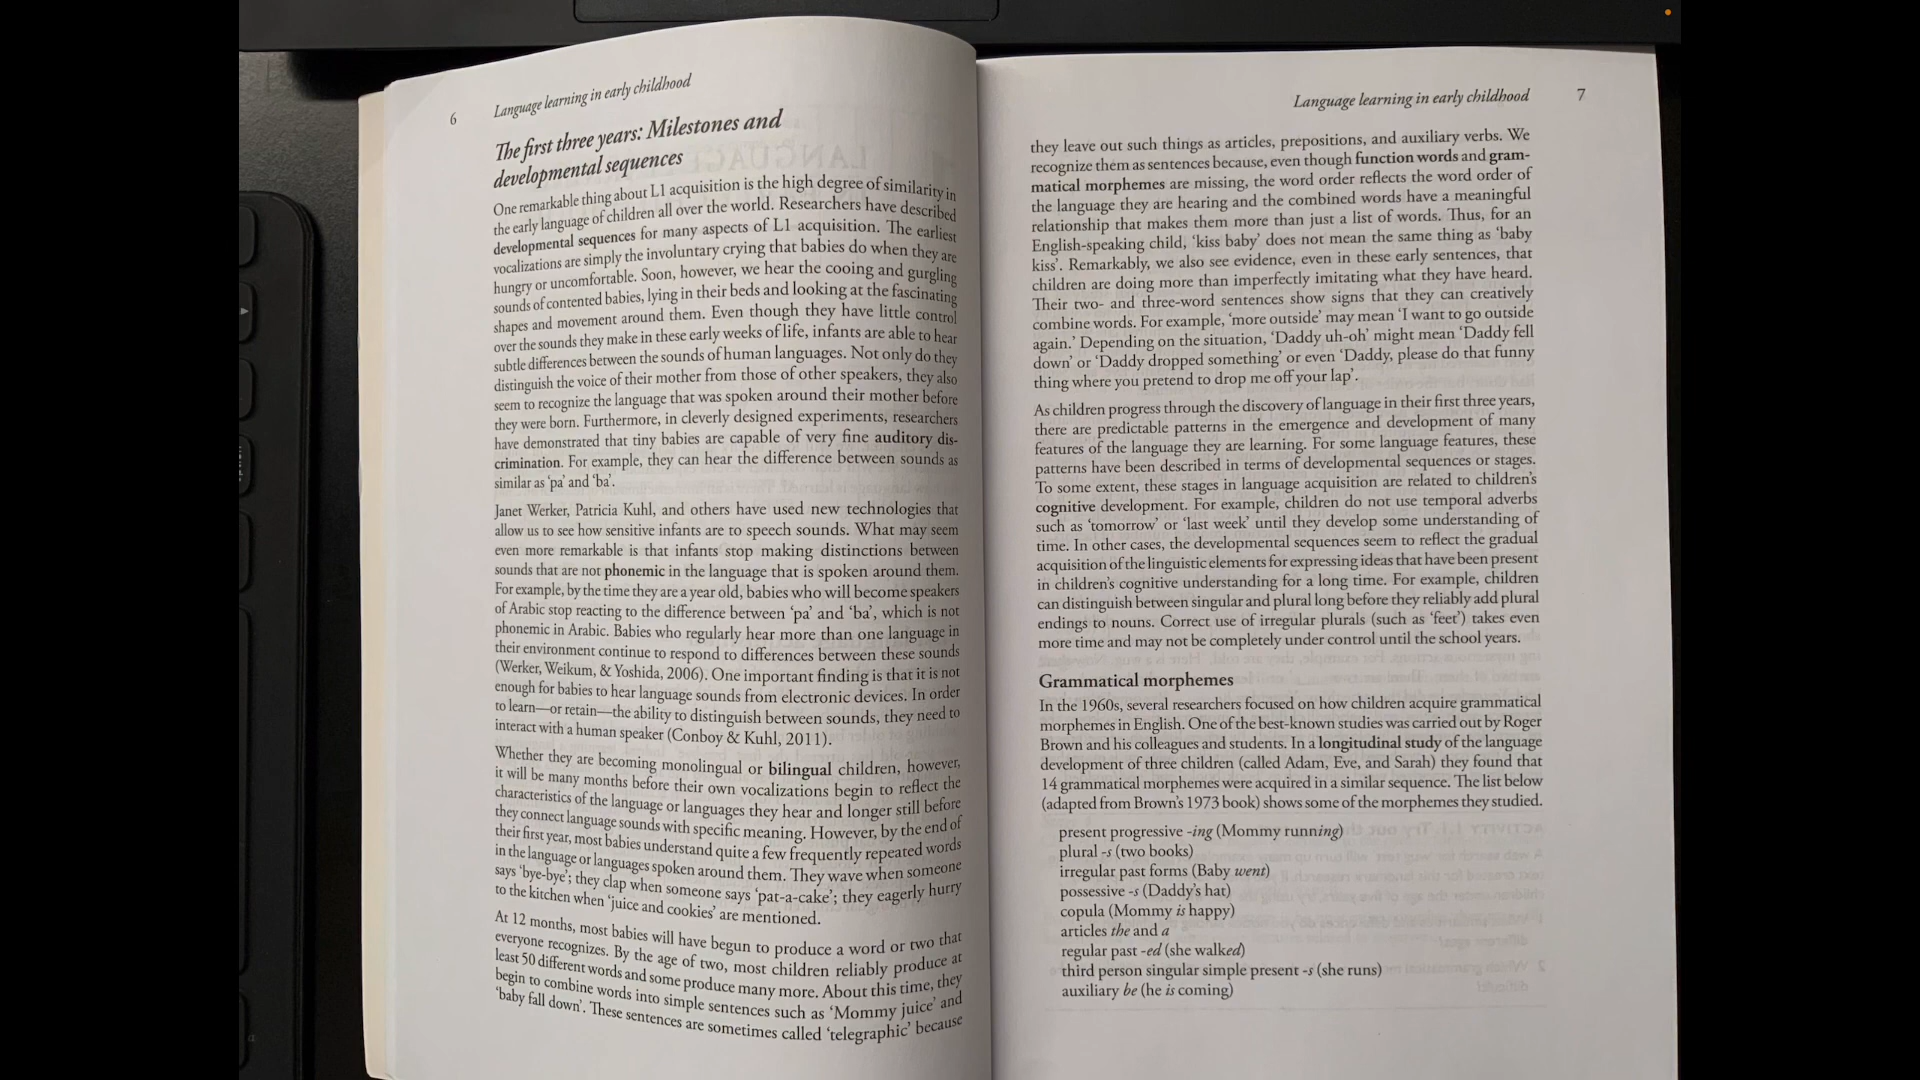 6
Language learning in early childhood
The first three years: Milestones and
developmental sequences
One remarkable thing about L1 acquisition is the high degree of similarity in
the early language of children all over the world. Researchers have described
developmental sequences for many aspects of L1 acquisition. The earliest
vocalizations are simply the involuntary crying that babies do when they are
hungry or uncomfortable. Soon, however, we hear the cooing and gurgling
sounds of contented babies, lying in their beds and looking at the fascinating
shapes and movement around them. Even though they have little control
over the sounds they make in these early weeks of life, infants are able to hear
subtle differences between the sounds of human languages. Not only do they
distinguish the voice of their mother from those of other speakers, they also
seem to recognize the language that was spoken around their mother before
they were born. Furthermore, in cleverly designed experiments, researchers
have demonstrated that tiny babies are capable of very fine auditory dis-
crimination. For example, they can hear the difference between sounds as
similar as ‘pa’ and ‘ba’.
Janet Werker, Patricia Kuhl, and others have used new technologies that
allow us to see how sensitive infants are to speech sounds. What may seem
even more remarkable is that infants stop making distinctions between
sounds that are not phonemic in the language that is spoken around them.
For example, by the time they are a year old, babies who will become speakers
of Arabic stop reacting to the difference between ‘pa’ and ‘ba’, which is not
phonemic in Arabic. Babies who regularly hear more than one language in
their environment continue to respond to differences between these sounds
(Werker, Weikum, & Yoshida, 2006). One important finding is that it is not
enough for babies to hear language sounds from electronic devices. In order
to learn—or retain—the ability to distinguish between sounds, they need to
interact with a human speaker (Conboy & Kuhl, 2011).
Whether they are becoming monolingual or bilingual children, however,
it will be many months before their own vocalizations begin to reflect the
characteristics of the language or languages they hear and longer still before
they connect language sounds with specific meaning. However, by the end of
their first year, most babies understand quite a few frequently repeated words
in the language or languages spoken around them. They wave when someone
says ‘bye-bye’; they clap when someone says ‘pat-a-cake’; they eagerly hurry
to the kitchen when ‘juice and cookies’ are mentioned.
At 12 months, most babies will have begun to produce a word or two that
everyone recognizes. By the age of two, most children reliably produce at
least 50 different words and some produce many more. About this time, they
begin to combine words into simple sentences such as ‘Mommy juice’ and
‘baby fall down’. These sentences are sometimes called ‘telegraphic’ because
Language learning in early childhood
7
they leave out such things as articles, prepositions, and auxiliary verbs. We
recognize them as sentences because, even though function words and gram-
matical morphemes are missing, the word order reflects the word order of
the language they are hearing and the combined words have a meaningful
relationship that makes them more than just a list of words. Thus, for an
English-speaking child, ‘kiss baby’ does not mean the same thing as ‘baby
kiss’. Remarkably, we also see evidence, even in these early sentences, that
children are doing more than imperfectly imitating what they have heard.
Their two- and three-word sentences show signs that they can creatively
combine words. For example, ‘more outside’ may mean ‘I want to go outside
again.’ Depending on the situation, ‘Daddy uh-oh’ might mean ‘Daddy fell
down’ or ‘Daddy dropped something’ or even ‘Daddy, please do that funny
thing where you pretend to drop me off your lap’.
As children progress through the discovery of language in their first three years,
there are predictable patterns in the emergence and development of many
features of the language they are learning. For some language features, these
patterns have been described in terms of developmental sequences or stages.
To some extent, these stages in language acquisition are related to children’s
cognitive development. For example, children do not use temporal adverbs
such as ‘tomorrow’ or ‘last week’ until they develop some understanding of
time. In other cases, the developmental sequences seem to reflect the gradual
acquisition of the linguistic elements for expressing ideas that have been present
in children’s cognitive understanding for a long time. For example, children
can distinguish between singular and plural long before they reliably add plural
endings to nouns. Correct use of irregular plurals (such as ‘feet’) takes even
more time and may not be completely under control until the school years.
Grammatical morphemes
In the 1960s, several researchers focused on how children acquire grammatical
morphemes in English. One of the best-known studies was carried out by Roger
Brown and his colleagues and students. In a longitudinal study of the language
development of three children (called Adam, Eve, and Sarah) they found that
14 grammatical morphemes were acquired in a similar sequence. The list below
(adapted from Brown’s 1973 book) shows some of the morphemes they studied.
present progressive -ing (Mommy running)
plural -s (two books)
irregular past forms (Baby went)
possessive -s (Daddy’s hat)
copula (Mommy is happy)
articles the and a
regular past -ed (she walked)
third person singular simple present -s (she runs)
auxiliary be (he is coming)